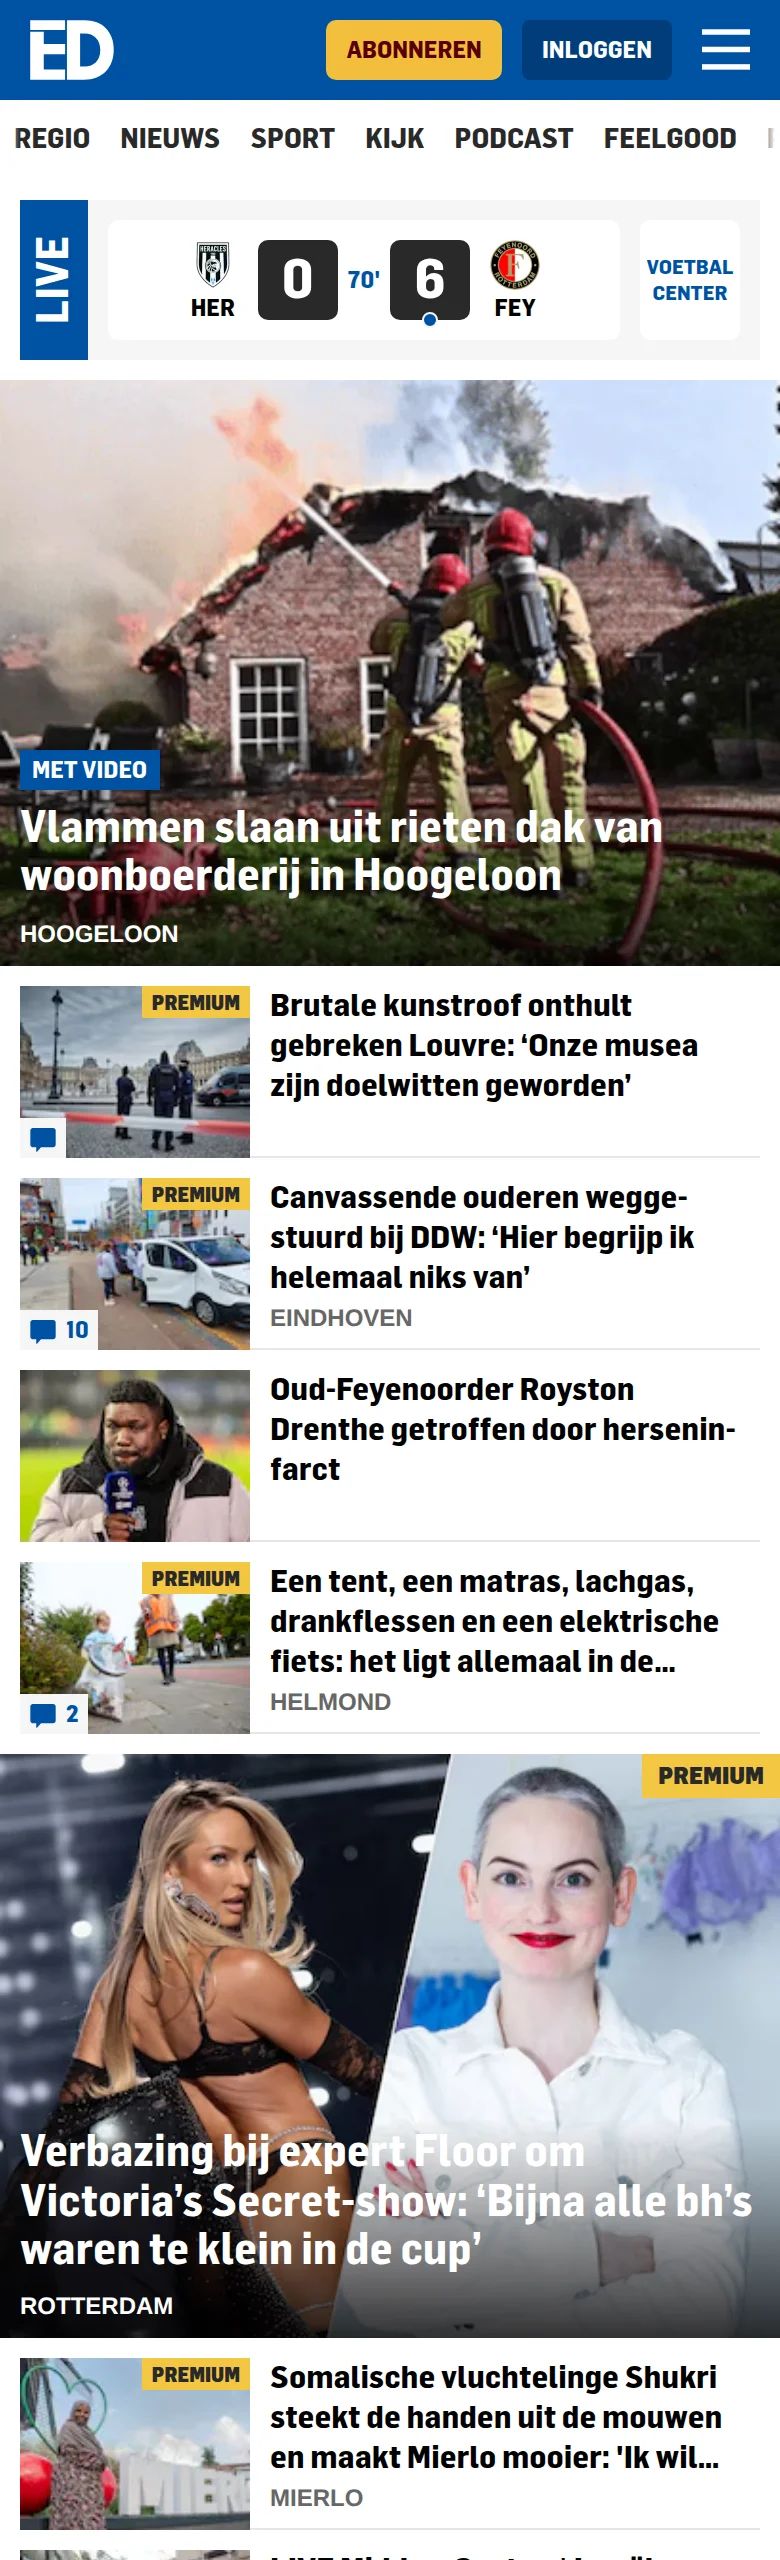 ED
ABONNEREN
INLOGGEN
REGIO NIEUWS SPORT KIJK PODCAST FEELGOOD
LIVE
HERACLES
HER
0
70'
6
FEYENOORD
ROTTERDAM
FEY
VOETBAL
CENTER
MET VIDEO
Vlammen slaan uit rieten dak van
woonboerderij in Hoogeloon
HOOGELOON
PREMIUM
Brutale kunstroof onthult
gebreken Louvre: ‘Onze musea
zijn doelwitten geworden’
PREMIUM
10
Canvassende ouderen wegge-
stuurd bij DDW: ‘Hier begrijp ik
helemaal niks van’
EINDHOVEN
Oud-Feyenoorder Royston
Drenthe getroffen door hersenin-
farct
PREMIUM
2
Een tent, een matras, lachgas,
drankflessen en een elektrische
fiets: het ligt allemaal in de...
HELMOND
PREMIUM
Verbazing bij expert Floor om
Victoria’s Secret-show: ‘Bijna alle bh’s
waren te klein in de cup’
ROTTERDAM
PREMIUM
Somalische vluchtelinge Shukri
steekt de handen uit de mouwen
en maakt Mierlo mooier: 'Ik wil...
MIERLO